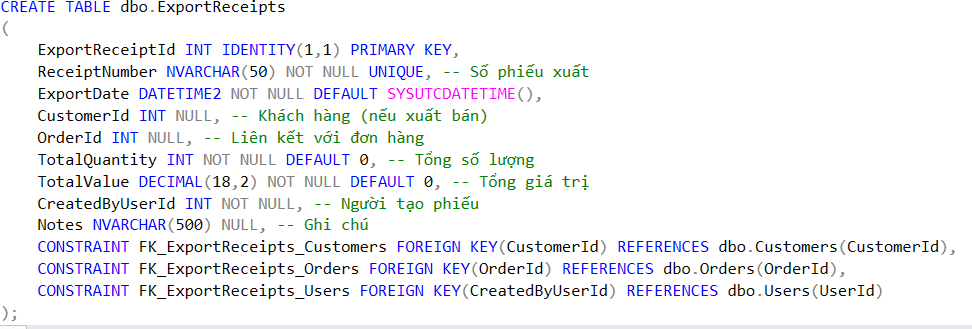 CREATE TABLE dbo.ExportReceipts
(
    ExportReceiptId INT IDENTITY(1,1) PRIMARY KEY,
    ReceiptNumber NVARCHAR(50) NOT NULL UNIQUE, -- Số phiếu xuất
    ExportDate DATETIME2 NOT NULL DEFAULT SYSUTCDATETIME(),
    CustomerId INT NULL, -- Khách hàng (nếu xuất bán)
    OrderId INT NULL, -- Liên kết với đơn hàng
    TotalQuantity INT NOT NULL DEFAULT 0, -- Tổng số lượng
    TotalValue DECIMAL(18,2) NOT NULL DEFAULT 0, -- Tổng giá trị
    CreatedByUserId INT NOT NULL, -- Người tạo phiếu
    Notes NVARCHAR(500) NULL, -- Ghi chú
    CONSTRAINT FK_ExportReceipts_Customers FOREIGN KEY(CustomerId) REFERENCES dbo.Customers(CustomerId),
    CONSTRAINT FK_ExportReceipts_Orders FOREIGN KEY(OrderId) REFERENCES dbo.Orders(OrderId),
    CONSTRAINT FK_ExportReceipts_Users FOREIGN KEY(CreatedByUserId) REFERENCES dbo.Users(UserId)
);